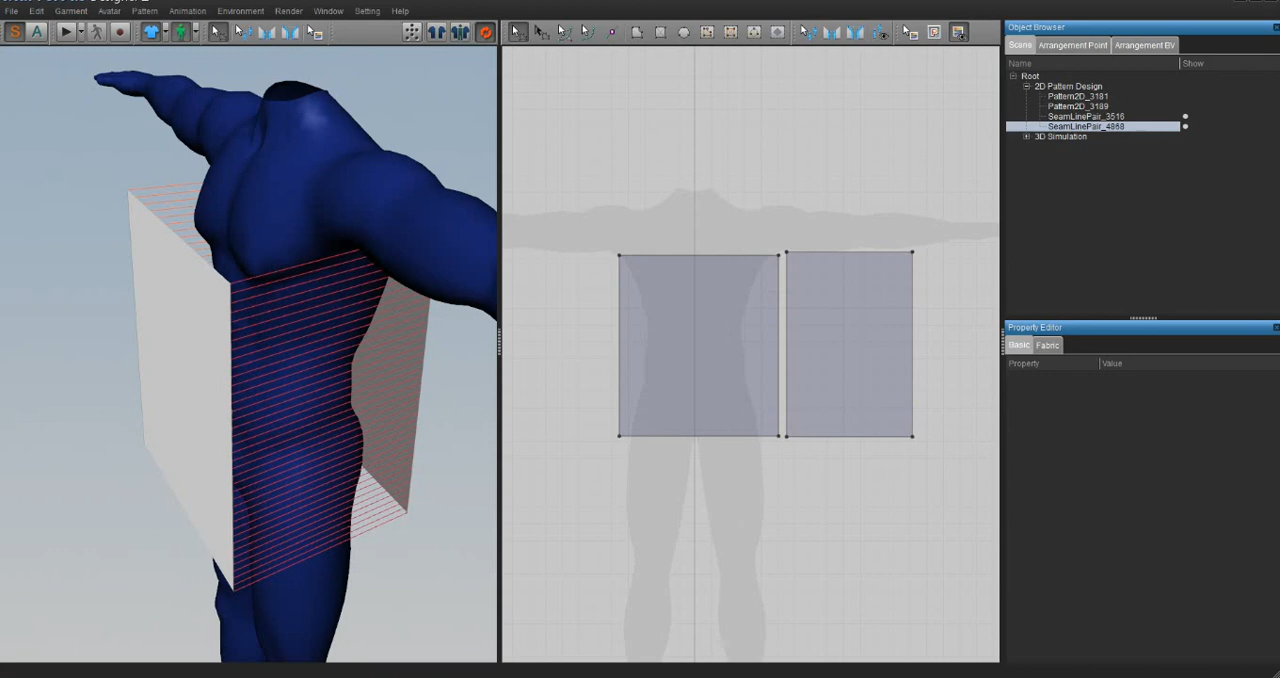 File Edit Garment Avatar Pattern Animation Environment Render Window Setting Help
S A
Object Browser
Scene Arrangement Point Arrangement BV
Name Show
Root
2D Pattern Design
Pattern2D_3181
Pattern2D_3189
SeamLinePair_3516
SeamLinePair_4868
3D Simulation
Property Editor
Basic Fabric
Property Value